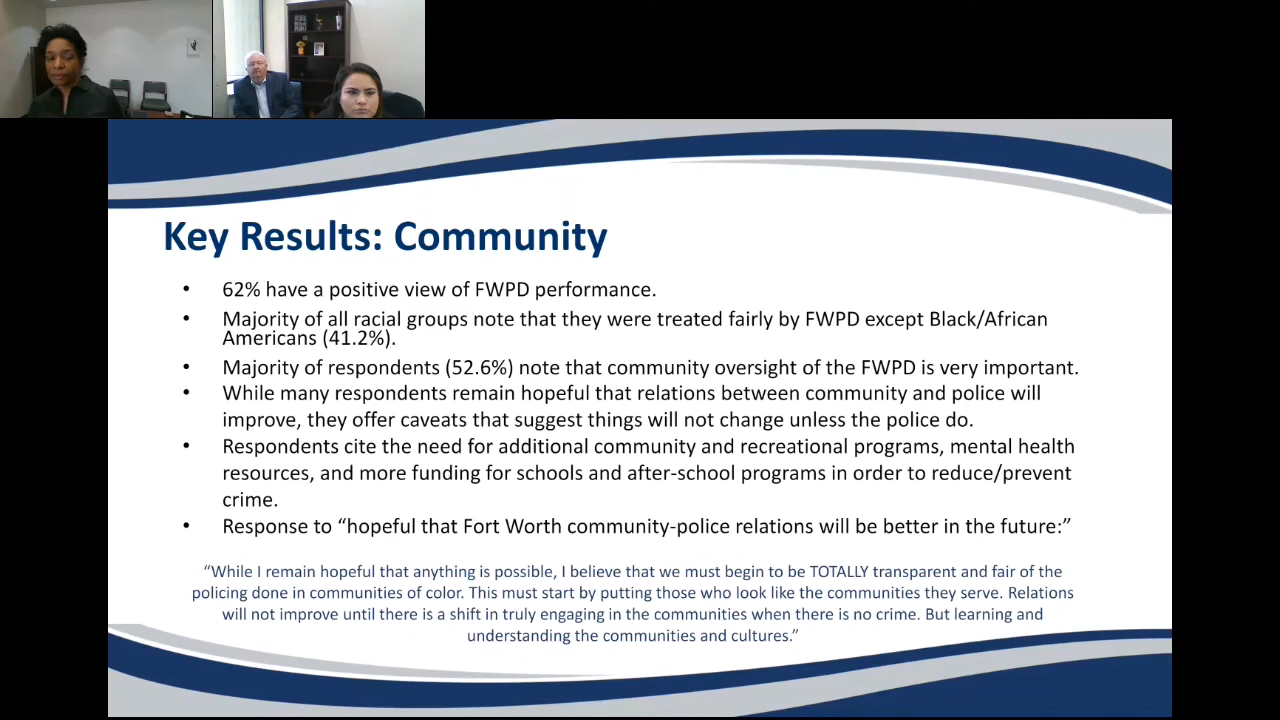 Key Results: Community
• 62% have a positive view of FWPD performance.
• Majority of all racial groups note that they were treated fairly by FWPD except Black/African
Americans (41.2%).
• Majority of respondents (52.6%) note that community oversight of the FWPD is very important.
• While many respondents remain hopeful that relations between community and police will
improve, they offer caveats that suggest things will not change unless the police do.
• Respondents cite the need for additional community and recreational programs, mental health
resources, and more funding for schools and after-school programs in order to reduce/prevent
crime.
• Response to “hopeful that Fort Worth community-police relations will be better in the future:”
“While I remain hopeful that anything is possible, I believe that we must begin to be TOTALLY transparent and fair of the
policing done in communities of color. This must start by putting those who look like the communities they serve. Relations
will not improve until there is a shift in truly engaging in the communities when there is no crime. But learning and
understanding the communities and cultures.”